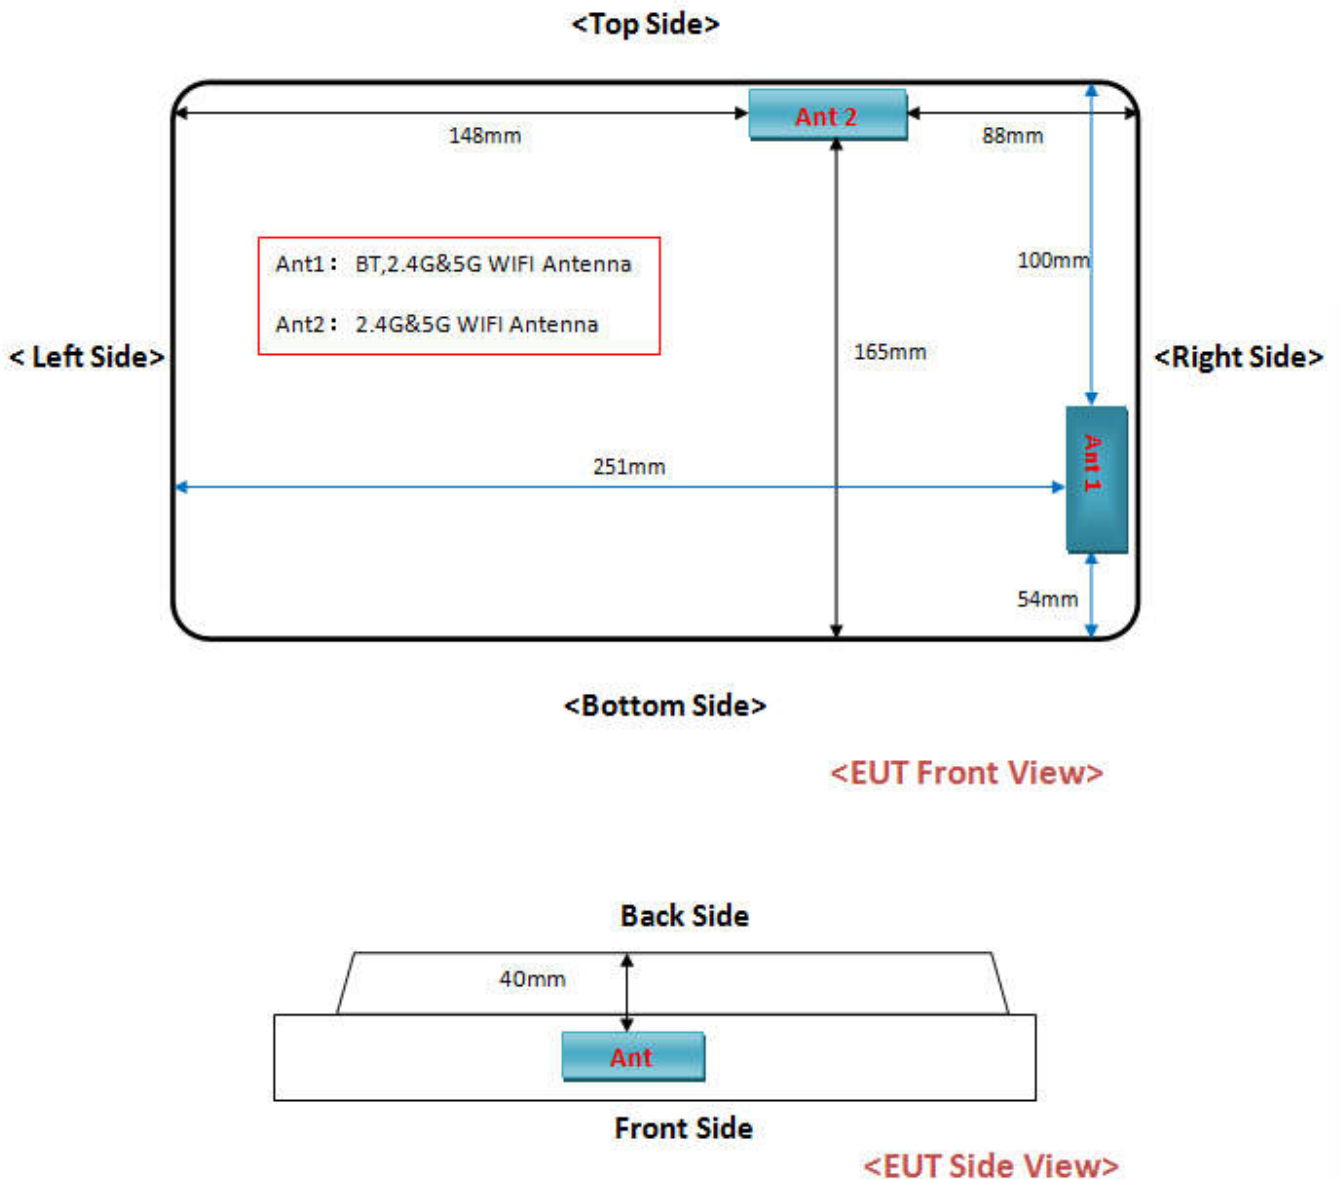 <Top Side>
Ant 2
148mm
88mm
Ant1： BT,2.4G&5G WIFI Antenna
100mm
Ant2： 2.4G&5G WIFI Antenna
< Left Side>
165mm
<Right Side>
Ant 1
251mm
54mm
<Bottom Side>
<EUT Front View>
Back Side
40mm
Ant
Front Side
<EUT Side View>